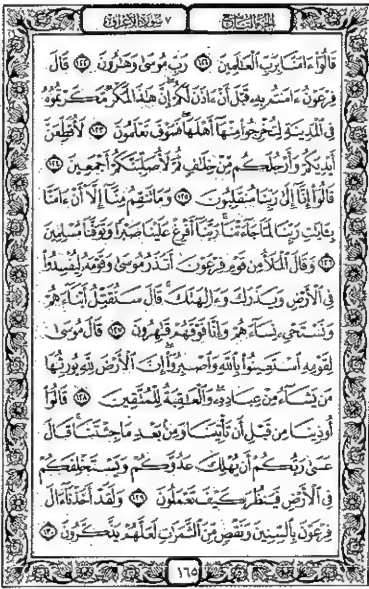 الجزء التاسع
٧ سورة الأعراف
قَالُوٓاْ ءَامَنَّا بِرَبِّ ٱلْعَٰلَمِينَ ١٢١ رَبِّ مُوسَىٰ وَهَٰرُونَ ١٢٢ قَالَ
فِرْعَوْنُ ءَامَنتُم بِهِۦ قَبْلَ أَنْ ءَاذَنَ لَكُمْ إِنَّ هَٰذَا لَمَكْرٌ مَّكَرْتُمُوهُ
فِى ٱلْمَدِينَةِ لِتُخْرِجُواْ مِنْهَآ أَهْلَهَا فَسَوْفَ تَعْلَمُونَ ١٢٣ لَأُقَطِّعَنَّ
أَيْدِيَكُمْ وَأَرْجُلَكُم مِّنْ خِلَٰفٍ ثُمَّ لَأُصَلِّبَنَّكُمْ أَجْمَعِينَ ١٢٤
قَالُوٓاْ إِنَّآ إِلَىٰ رَبِّنَا مُنقَلِبُونَ ١٢٥ وَمَا تَنقِمُ مِنَّآ إِلَّآ أَنْ ءَامَنَّا
بِـَٔايَٰتِ رَبِّنَا لَمَّا جَآءَتْنَا رَبَّنَآ أَفْرِغْ عَلَيْنَا صَبْرًا وَتَوَفَّنَا مُسْلِمِينَ
١٢٦ وَقَالَ ٱلْمَلَأُ مِن قَوْمِ فِرْعَوْنَ أَتَذَرُ مُوسَىٰ وَقَوْمَهُۥ لِيُفْسِدُواْ
فِى ٱلْأَرْضِ وَيَذَرَكَ وَءَالِهَتَكَ قَالَ سَنُقَتِّلُ أَبْنَآءَهُمْ
وَنَسْتَحْىِۦ نِسَآءَهُمْ وَإِنَّا فَوْقَهُمْ قَٰهِرُونَ ١٢٧ قَالَ مُوسَىٰ
لِقَوْمِهِ ٱسْتَعِينُواْ بِٱللَّهِ وَٱصْبِرُوٓاْ إِنَّ ٱلْأَرْضَ لِلَّهِ يُورِثُهَا
مَن يَشَآءُ مِنْ عِبَادِهِۦ وَٱلْعَٰقِبَةُ لِلْمُتَّقِينَ ١٢٨ قَالُوٓاْ
أُوذِينَا مِن قَبْلِ أَن تَأْتِيَنَا وَمِنۢ بَعْدِ مَا جِئْتَنَا قَالَ
عَسَىٰ رَبُّكُمْ أَن يُهْلِكَ عَدُوَّكُمْ وَيَسْتَخْلِفَكُمْ
فِى ٱلْأَرْضِ فَيَنظُرَ كَيْفَ تَعْمَلُونَ ١٢٩ وَلَقَدْ أَخَذْنَآ ءَالَ
فِرْعَوْنَ بِٱلسِّنِينَ وَنَقْصٍ مِّنَ ٱلثَّمَرَٰتِ لَعَلَّهُمْ يَذَّكَّرُونَ ١٣٠
١٦٥